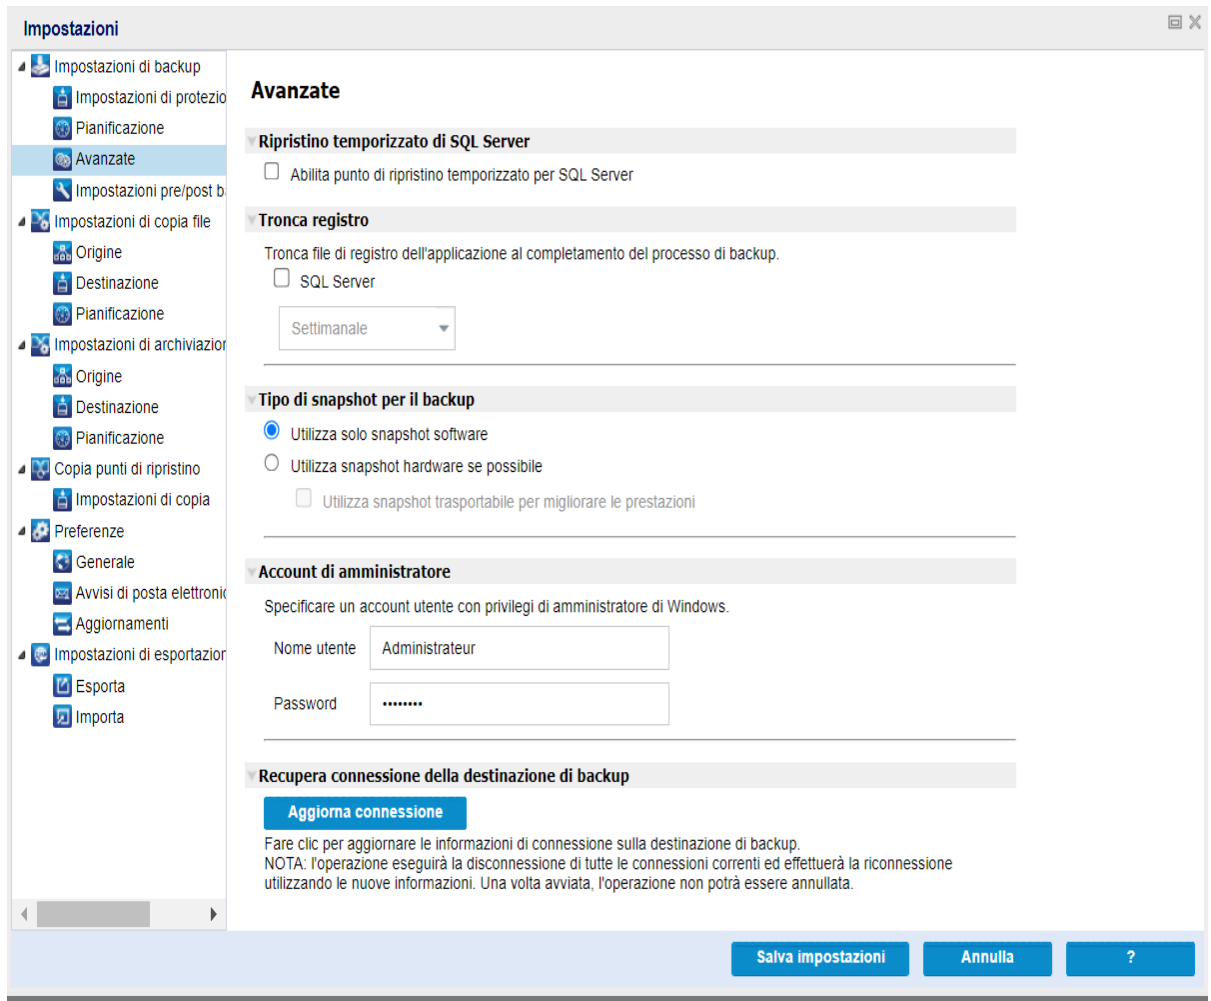 Impostazioni
Impostazioni di backup
Impostazioni di protezio
Pianificazione
Avanzate
Impostazioni pre/post b
Impostazioni di copia file
Origine
Destinazione
Pianificazione
Impostazioni di archiviazion
Origine
Destinazione
Pianificazione
Copia punti di ripristino
Impostazioni di copia
Preferenze
Generale
Avvisi di posta elettronic
Aggiornamenti
Impostazioni di esportazion
Esporta
Importa
Avanzate
Ripristino temporizzato di SQL Server
Abilita punto di ripristino temporizzato per SQL Server
Tronca registro
Tronca file di registro dell'applicazione al completamento del processo di backup.
SQL Server
Settimanale
Tipo di snapshot per il backup
Utilizza solo snapshot software
Utilizza snapshot hardware se possibile
Utilizza snapshot trasportabile per migliorare le prestazioni
Account di amministratore
Specificare un account utente con privilegi di amministratore di Windows.
Nome utente Administrateur
Password ••••••••
Recupera connessione della destinazione di backup
Aggiorna connessione
Fare clic per aggiornare le informazioni di connessione sulla destinazione di backup.
NOTA: l'operazione eseguirà la disconnessione di tutte le connessioni correnti ed effettuerà la riconnessione
utilizzando le nuove informazioni. Una volta avviata, l'operazione non potrà essere annullata.
Salva impostazioni Annulla ?